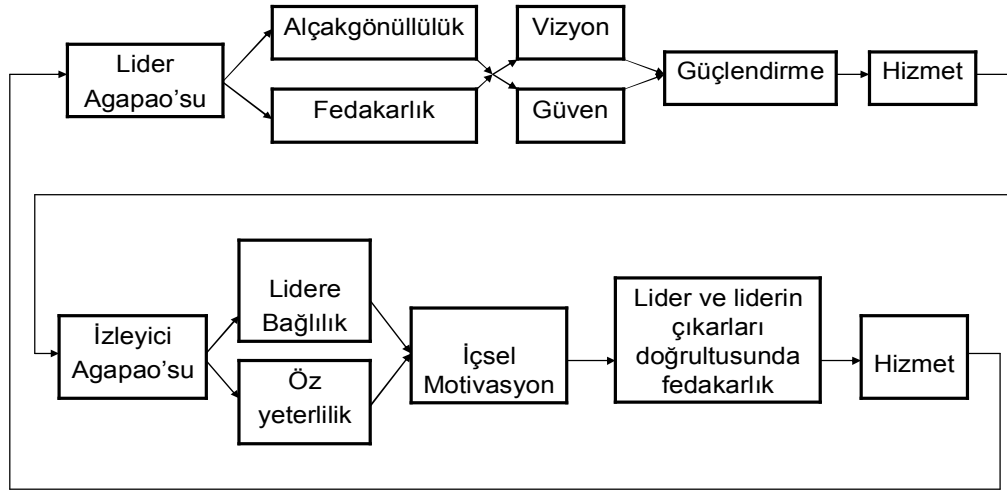 Lider
Agapao’su
Alçakgönüllülük
Fedakarlık
Vizyon
Güven
Güçlendirme
Hizmet
İzleyici
Agapao’su
Lidere
Bağlılık
Öz
yeterlilik
İçsel
Motivasyon
Lider ve liderin
çıkarları
doğrultusunda
fedakarlık
Hizmet